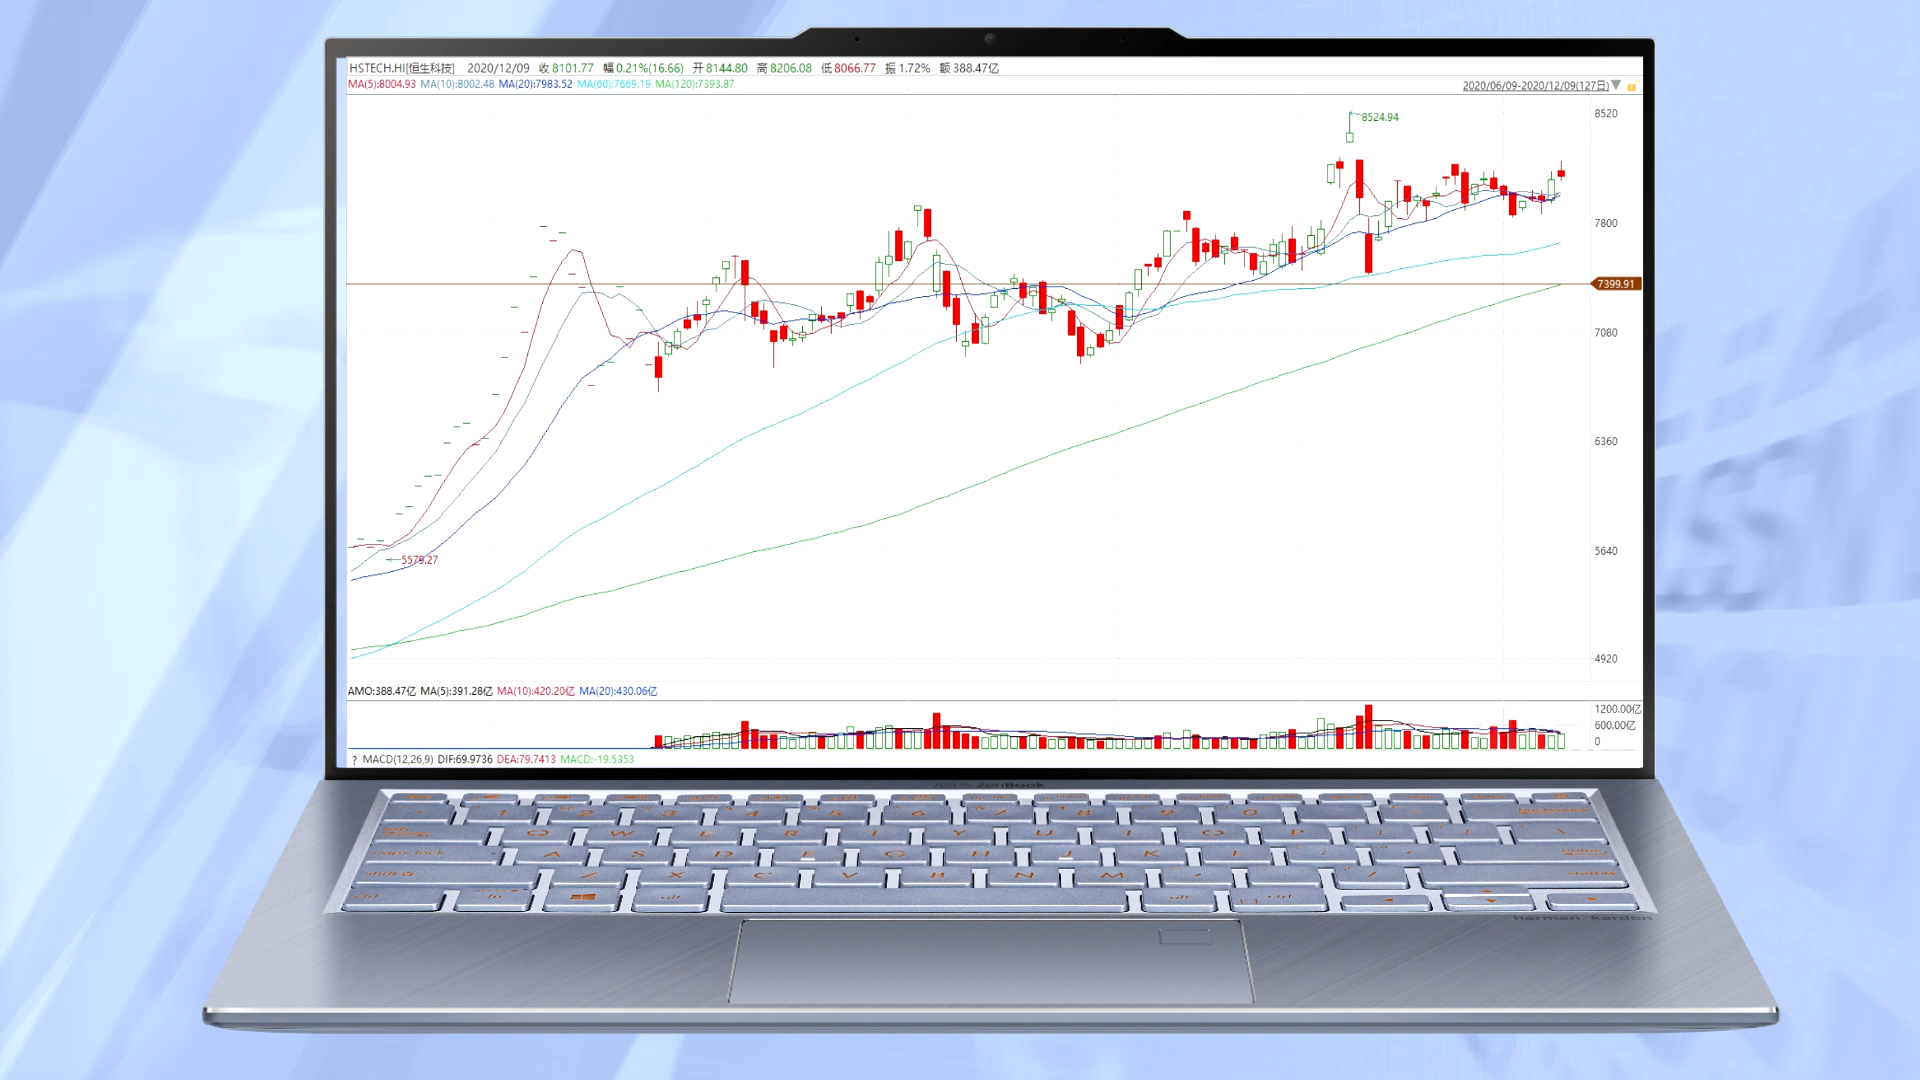 HSTECH.HI[恒生科技] 2020/12/09 收 8101.77 幅 0.21%(16.66) 开 8144.80 高 8206.08 低 8066.77 振 1.72% 额 388.47亿
MA(5):8004.93 MA(10):8002.48 MA(20):7983.52 MA(60):7669.19 MA(120):7393.87
2020/06/09-2020/12/09(127日)
8520
8524.94
7800
7399.91
7080
6360
5640
5579.27
4920
AMO:388.47亿 MA(5):391.28亿 MA(10):420.20亿 MA(20):430.06亿
1200.00亿
600.00亿
0
? MACD(12,26,9) DIF:69.9736 DEA:79.7413 MACD:-19.5353
ASUS ZenBook
Q W E R T Y U I O P
A S D F G H J K L
Z X C V B N M
harman kardon